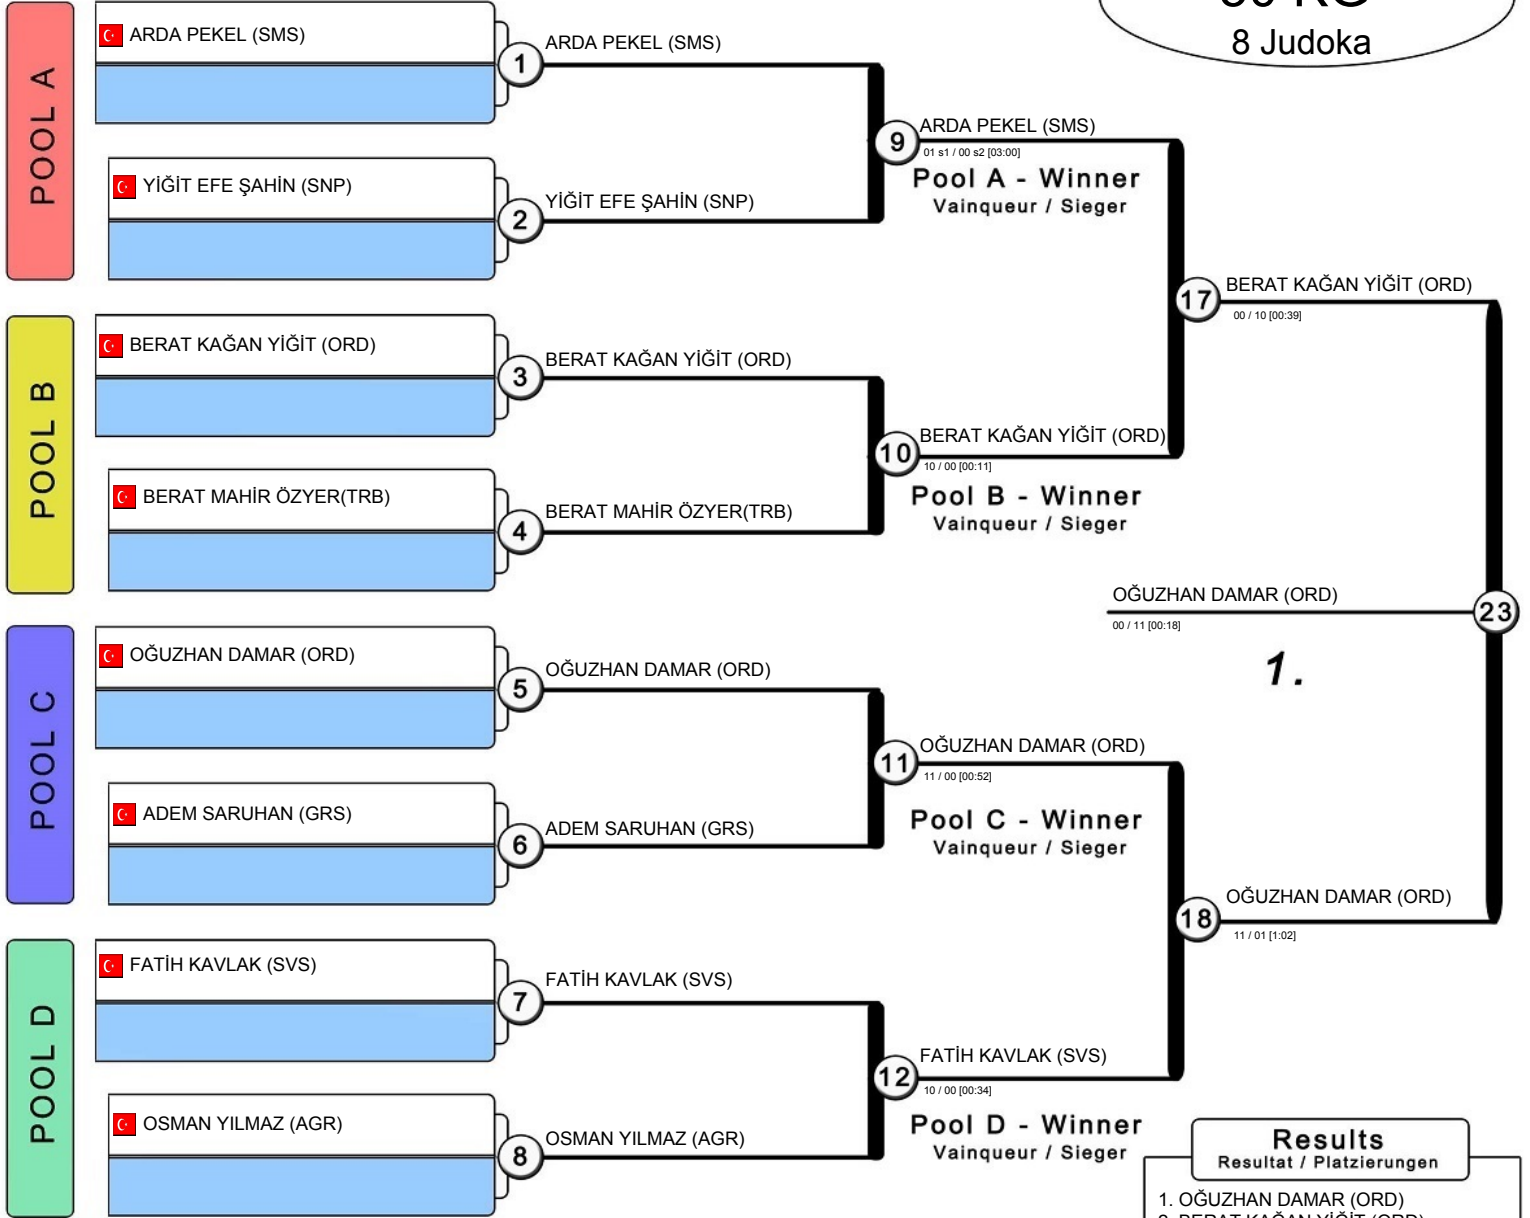 POOL A
ARDA PEKEL (SMS)
YİĞİT EFE ŞAHİN (SNP)
POOL B
BERAT KAĞAN YİĞİT (ORD)
BERAT MAHİR ÖZYER(TRB)
POOL C
OĞUZHAN DAMAR (ORD)
ADEM SARUHAN (GRS)
POOL D
FATİH KAVLAK (SVS)
OSMAN YILMAZ (AGR)
1
ARDA PEKEL (SMS)
2
YİĞİT EFE ŞAHİN (SNP)
3
BERAT KAĞAN YİĞİT (ORD)
4
BERAT MAHİR ÖZYER(TRB)
5
OĞUZHAN DAMAR (ORD)
6
ADEM SARUHAN (GRS)
7
FATİH KAVLAK (SVS)
8
OSMAN YILMAZ (AGR)
9
ARDA PEKEL (SMS)
01 s1 / 00 s2 [03:00]
Pool A - Winner
Vainqueur / Sieger
10
BERAT KAĞAN YİĞİT (ORD)
10 / 00 [00:11]
Pool B - Winner
Vainqueur / Sieger
11
OĞUZHAN DAMAR (ORD)
11 / 00 [00:52]
Pool C - Winner
Vainqueur / Sieger
12
FATİH KAVLAK (SVS)
10 / 00 [00:34]
Pool D - Winner
Vainqueur / Sieger
8 Judoka
17
BERAT KAĞAN YİĞİT (ORD)
00 / 10 [00:39]
18
OĞUZHAN DAMAR (ORD)
11 / 01 [1:02]
23
OĞUZHAN DAMAR (ORD)
00 / 11 [00:18]
1.
Results
Resultat / Platzierungen
1. OĞUZHAN DAMAR (ORD)
2. BERAT KAĞAN YİĞİT (ORD)